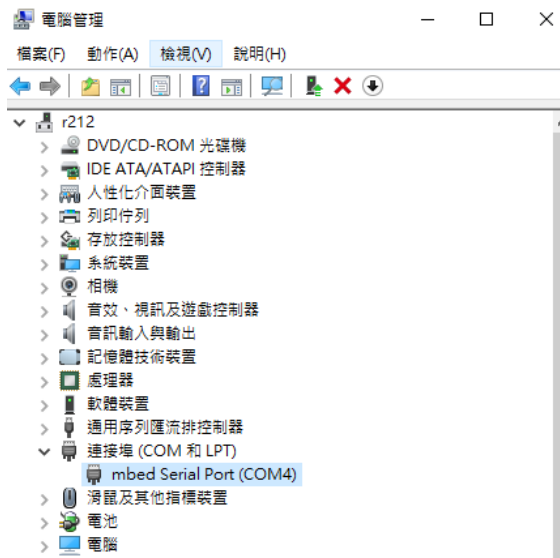 電腦管理
檔案(F) 動作(A) 檢視(V) 說明(H)
r212
DVD/CD-ROM 光碟機
IDE ATA/ATAPI 控制器
人性化介面裝置
列印佇列
存放控制器
系統裝置
相機
音效、視訊及遊戲控制器
音訊輸入與輸出
記憶體技術裝置
處理器
軟體裝置
通用序列匯流排控制器
連接埠 (COM 和 LPT)
mbed Serial Port (COM4)
滑鼠及其他指標裝置
電池
電腦